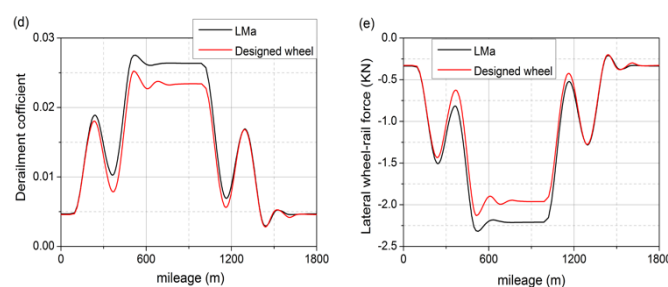 (d)
0.03
0.02
0.01
0.00
Derailment cofficient
LMa
Designed wheel
0
600
1200
1800
mileage (m)
(e)
0.0
-0.5
-1.0
-1.5
-2.0
-2.5
Lateral wheel-rail force (KN)
LMa
Designed wheel
0
600
1200
1800
mileage (m)